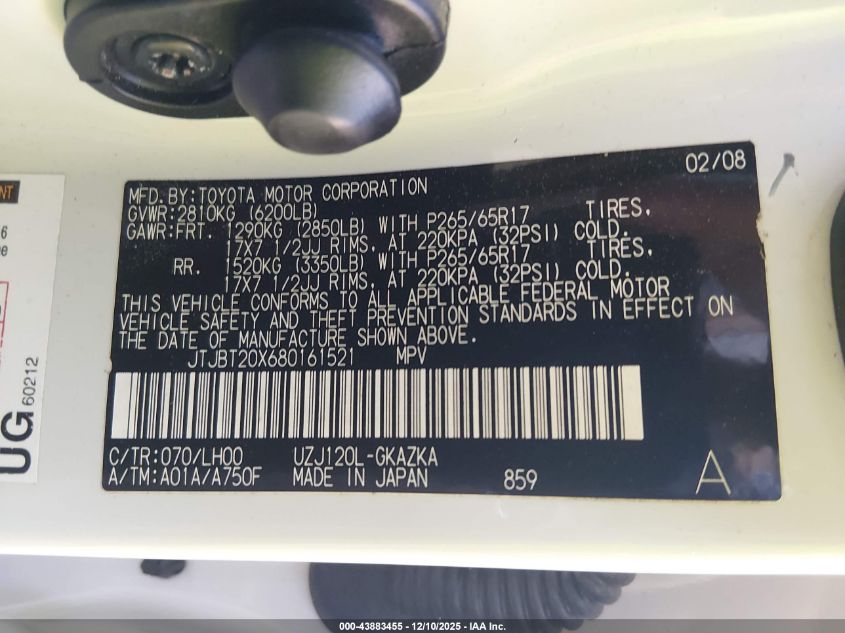 02/08
MFD. BY: TOYOTA MOTOR CORPORATION
GVWR: 2810KG (6200LB)
GAWR: FRT. 1290KG (2850LB) WITH P265/65R17 TIRES,
17X7 1/2JJ RIMS, AT 220KPA (32PSI) COLD.
RR. 1520KG (3350LB) WITH P265/65R17 TIRES,
17X7 1/2JJ RIMS, AT 220KPA (32PSI) COLD.
THIS VEHICLE CONFORMS TO ALL APPLICABLE FEDERAL MOTOR
VEHICLE SAFETY AND THEFT PREVENTION STANDARDS IN EFFECT ON
THE DATE OF MANUFACTURE SHOWN ABOVE.
JTJBT20X680161521 MPV
C/TR: 070/LH00 UZJ120L-GKAZKA
A/TM: A01A/A750F MADE IN JAPAN 859 A
UG 60212
000-43883455 - 12/10/2025 - IAA Inc.